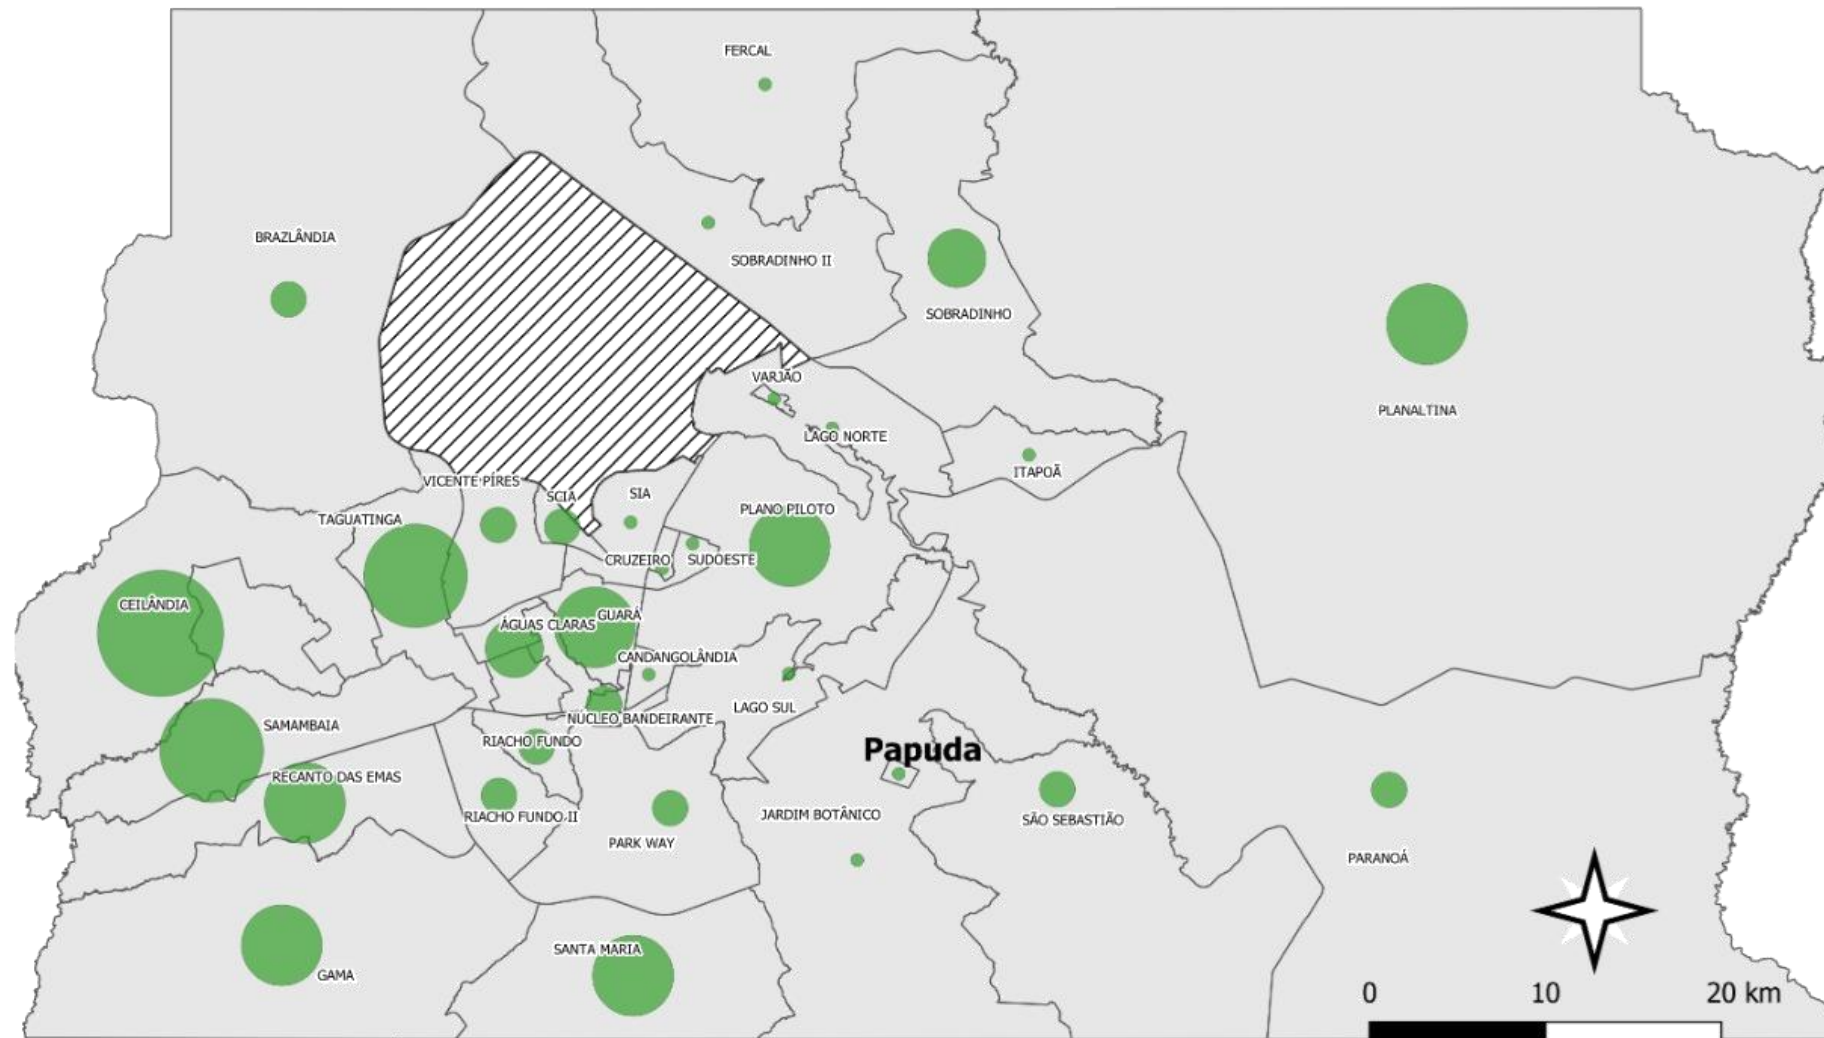 FERCAL
BRAZLÂNDIA
SOBRADINHO II
SOBRADINHO
VARJÃO
PLANALTINA
LAGO NORTE
ITAPOÃ
VICENTE PIRES
SCIA
SIA
TAGUATINGA
PLANO PILOTO
CRUZEIRO
SUDOESTE
CEILÂNDIA
GUARÁ
ÁGUAS CLARAS
CANDANGOLÂNDIA
LAGO SUL
NÚCLEO BANDEIRANTE
SAMAMBAIA
RIACHO FUNDO
Papuda
RECANTO DAS EMAS
RIACHO FUNDO II
JARDIM BOTÂNICO
SÃO SEBASTIÃO
PARK WAY
PARANOÁ
SANTA MARIA
GAMA
0 10 20 km